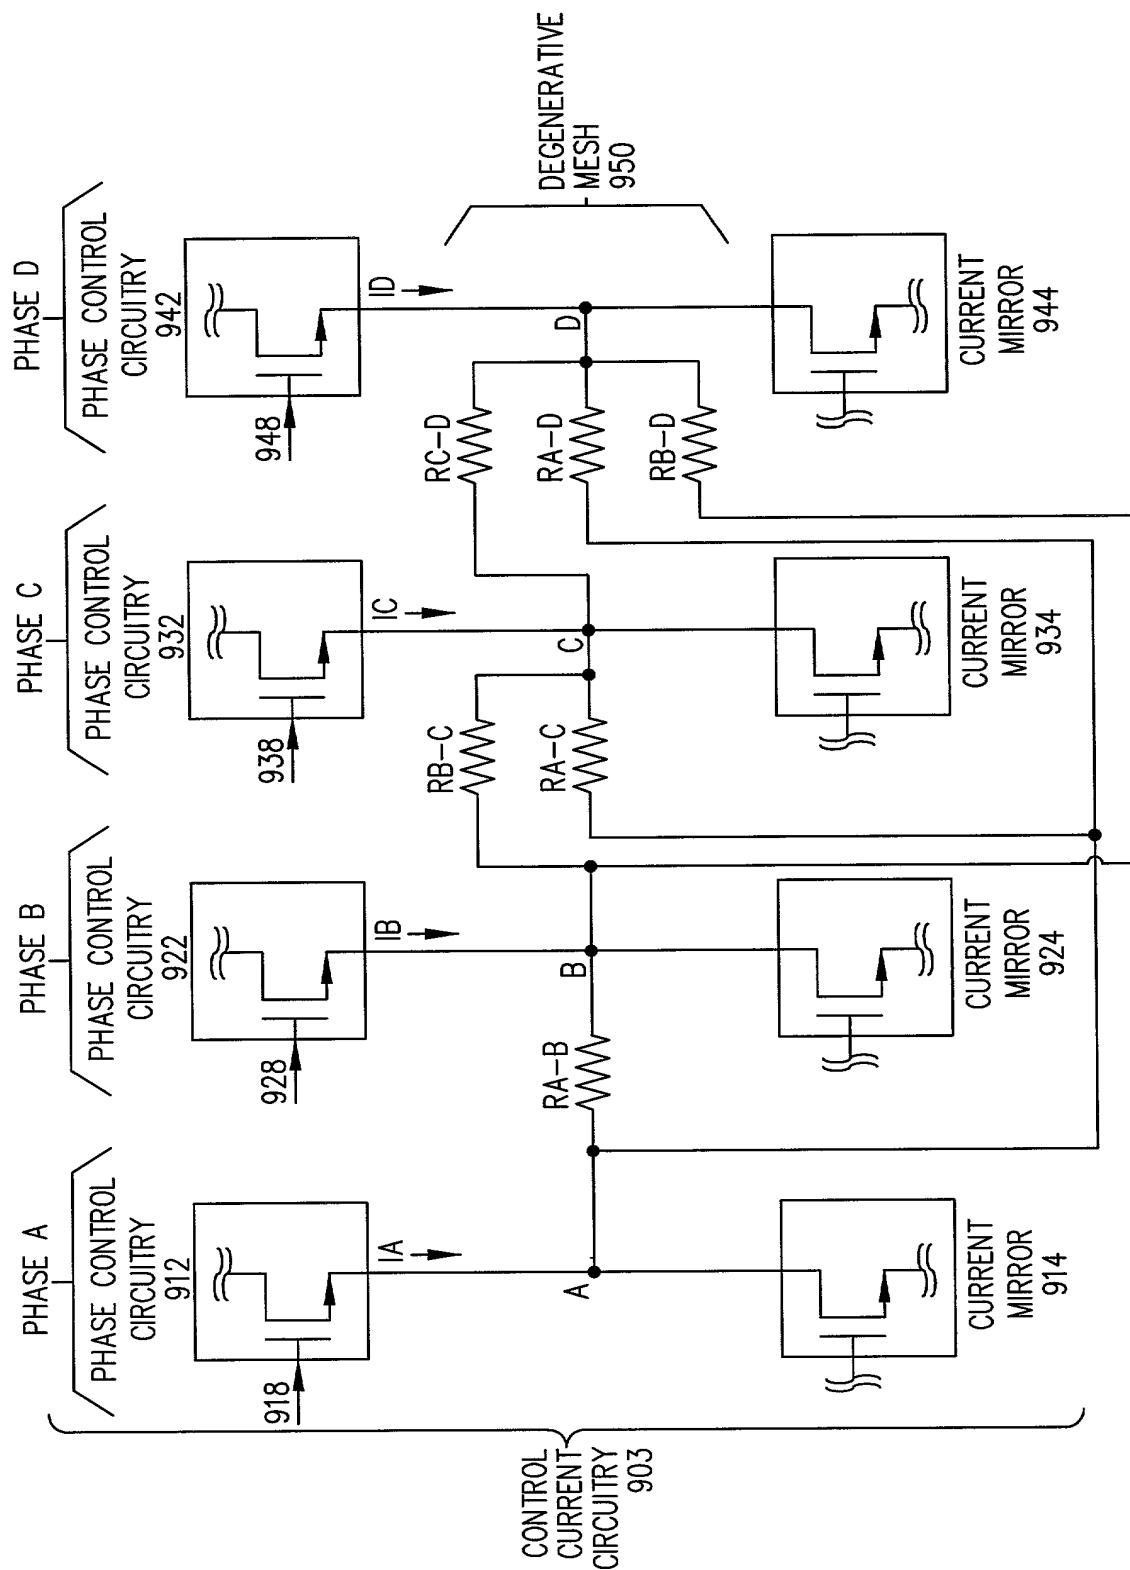 PHASE A
PHASE CONTROL
CIRCUITRY
912
918
IA
A
CURRENT
MIRROR
914
PHASE B
PHASE CONTROL
CIRCUITRY
922
928
IB
B
RA-B
CURRENT
MIRROR
924
PHASE C
PHASE CONTROL
CIRCUITRY
932
938
IC
C
RB-C
RA-C
CURRENT
MIRROR
934
PHASE D
PHASE CONTROL
CIRCUITRY
942
948
ID
D
RC-D
RA-D
RB-D
CURRENT
MIRROR
944
DEGENERATIVE
MESH
950
CONTROL
CURRENT
CIRCUITRY
903